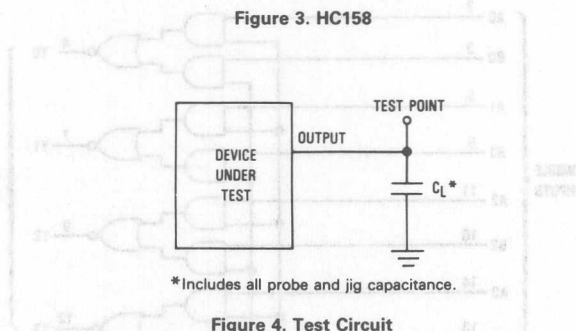 Figure 3. HC158
TEST POINT
OUTPUT
DEVICE
UNDER
TEST
CL*
*Includes all probe and jig capacitance.
Figure 4. Test Circuit